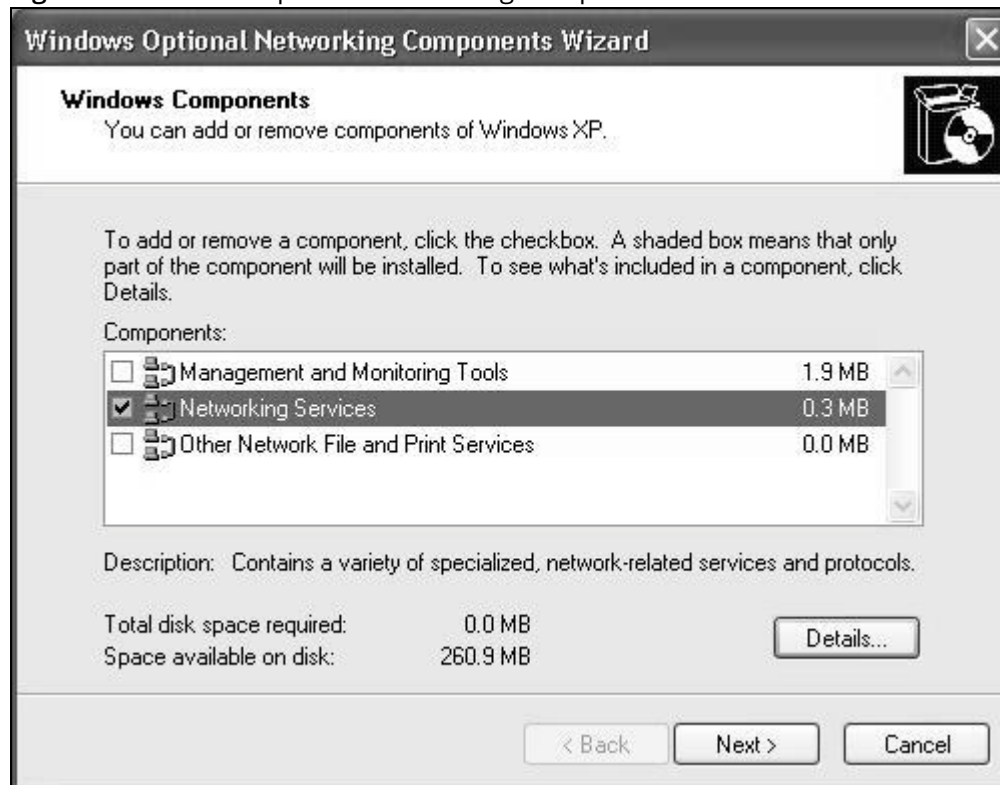 Windows Optional Networking Components Wizard
Windows Components
You can add or remove components of Windows XP.
To add or remove a component, click the checkbox. A shaded box means that only
part of the component will be installed. To see what's included in a component, click
Details.
Components:
Management and Monitoring Tools 1.9 MB
Networking Services 0.3 MB
Other Network File and Print Services 0.0 MB
Description: Contains a variety of specialized, network-related services and protocols.
Total disk space required: 0.0 MB
Space available on disk: 260.9 MB
Details...
< Back Next > Cancel